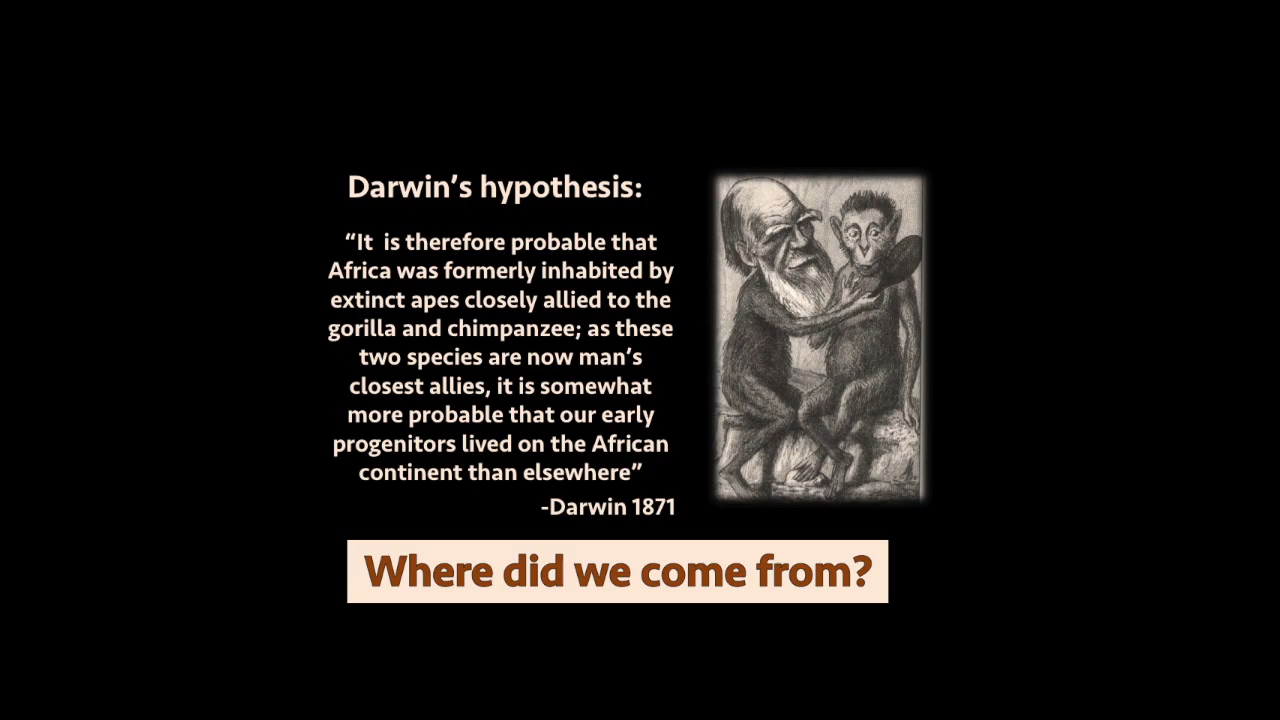 Darwin’s hypothesis:
“It  is therefore probable that
Africa was formerly inhabited by
extinct apes closely allied to the
gorilla and chimpanzee; as these
two species are now man’s
closest allies, it is somewhat
more probable that our early
progenitors lived on the African
continent than elsewhere”
-Darwin 1871
Where did we come from?